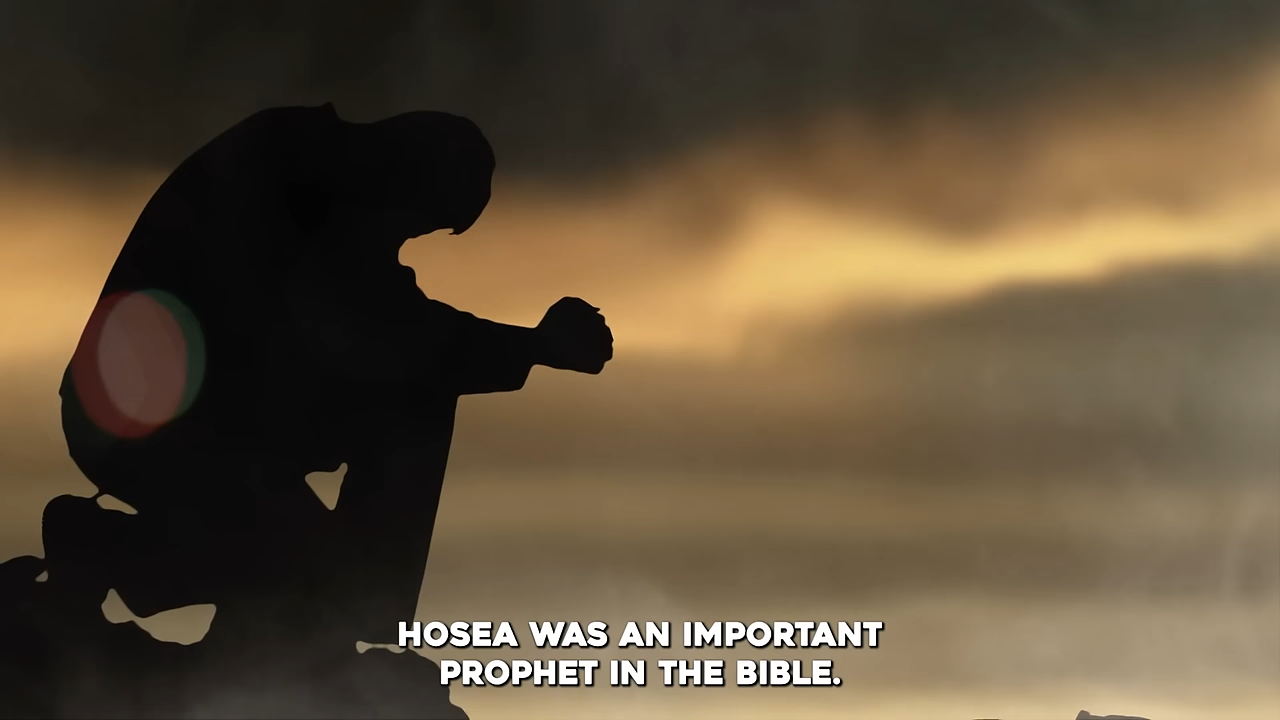 HOSEA WAS AN IMPORTANT
PROPHET IN THE BIBLE.